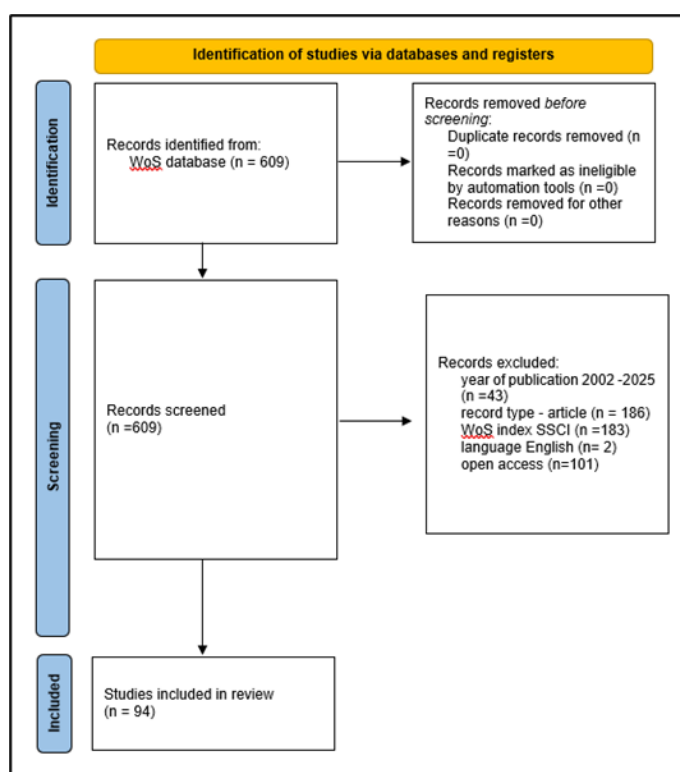 Identification of studies via databases and registers
Identification
Records identified from:
WoS database (n = 609)
Records removed before
screening:
Duplicate records removed (n
=0)
Records marked as ineligible
by automation tools (n =0)
Records removed for other
reasons (n =0)
Screening
Records screened
(n =609)
Records excluded:
year of publication 2002 -2025
(n =43)
record type - article (n = 186)
WoS index SSCI (n =183)
language English (n= 2)
open access (n=101)
Included
Studies included in review
(n = 94)